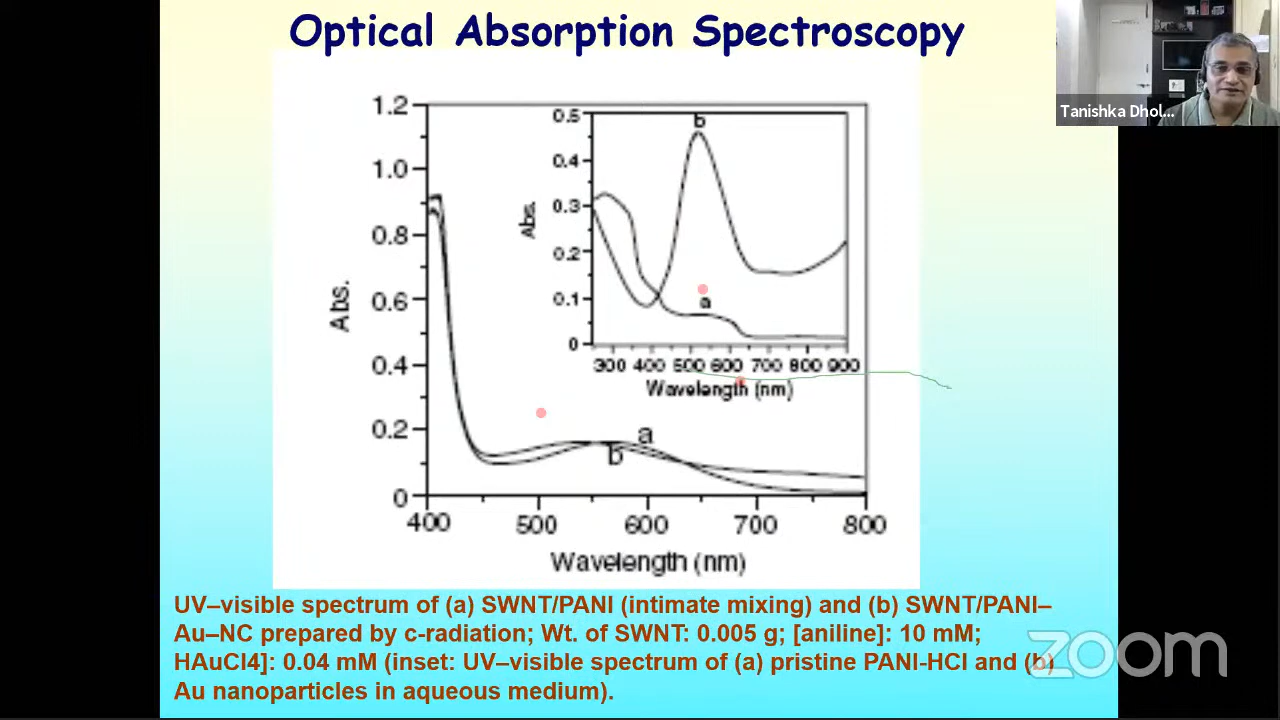 Optical Absorption Spectroscopy
Tanishka Dhol...
1.2
1.0
0.8
0.6
0.4
0.2
0
Abs.
400 500 600 700 800
Wavelength (nm)
a
b
0.5
0.4
0.3
0.2
0.1
0
Abs.
b
a
300 400 500 600 700 800 900
Wavelength (nm)
UV–visible spectrum of (a) SWNT/PANI (intimate mixing) and (b) SWNT/PANI–
Au–NC prepared by c-radiation; Wt. of SWNT: 0.005 g; [aniline]: 10 mM;
HAuCl4]: 0.04 mM (inset: UV–visible spectrum of (a) pristine PANI-HCl and (b)
Au nanoparticles in aqueous medium).
zoom